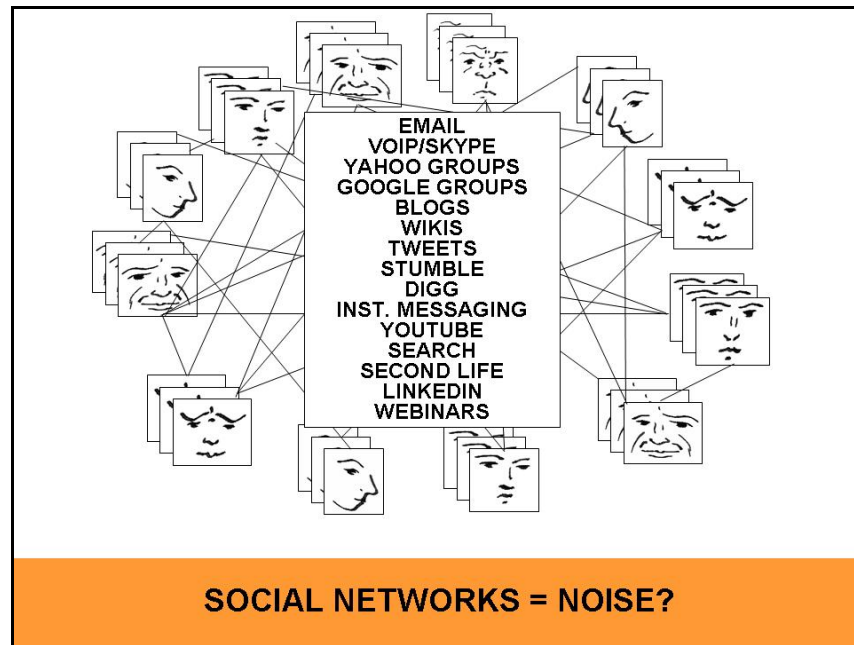 EMAIL
VOIP/SKYPE
YAHOO GROUPS
GOOGLE GROUPS
BLOGS
WIKIS
TWEETS
STUMBLE
DIGG
INST. MESSAGING
YOUTUBE
SEARCH
SECOND LIFE
LINKEDIN
WEBINARS
SOCIAL NETWORKS = NOISE?